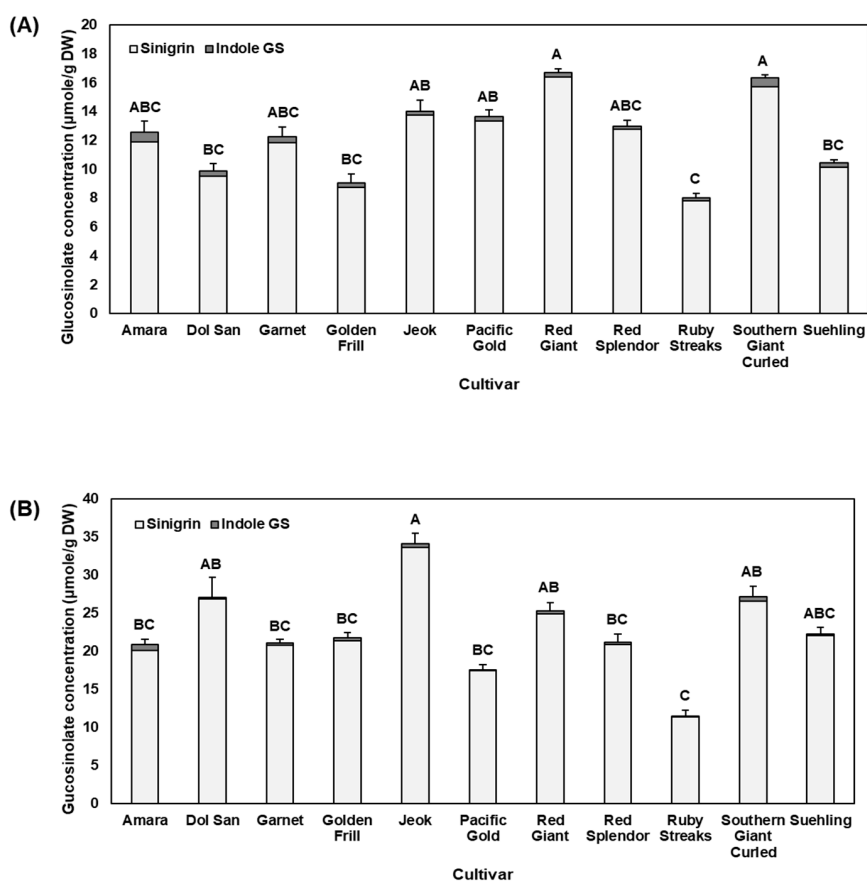 (A)
Glucosinolate concentration (µmole/g DW)
20
18
16
14
12
10
8
6
4
2
0
Sinigrin Indole GS
ABC
BC
ABC
BC
AB
AB
A
ABC
C
A
BC
Amara Dol San Garnet Golden Jeok Pacific Red Red Ruby Southern Suehling
Frill Gold Giant Splendor Streaks Giant
Curled
Cultivar
(B)
Gucosinolate concentration (µmole/g DW)
40
35
30
25
20
15
10
5
0
Sinigrin Indole GS
BC
AB
BC
BC
A
BC
AB
BC
C
AB
ABC
Amara Dol San Garnet Golden Jeok Pacific Red Red Ruby Southern Suehling
Frill Gold Giant Splendor Streaks Giant
Curled
Cultivar